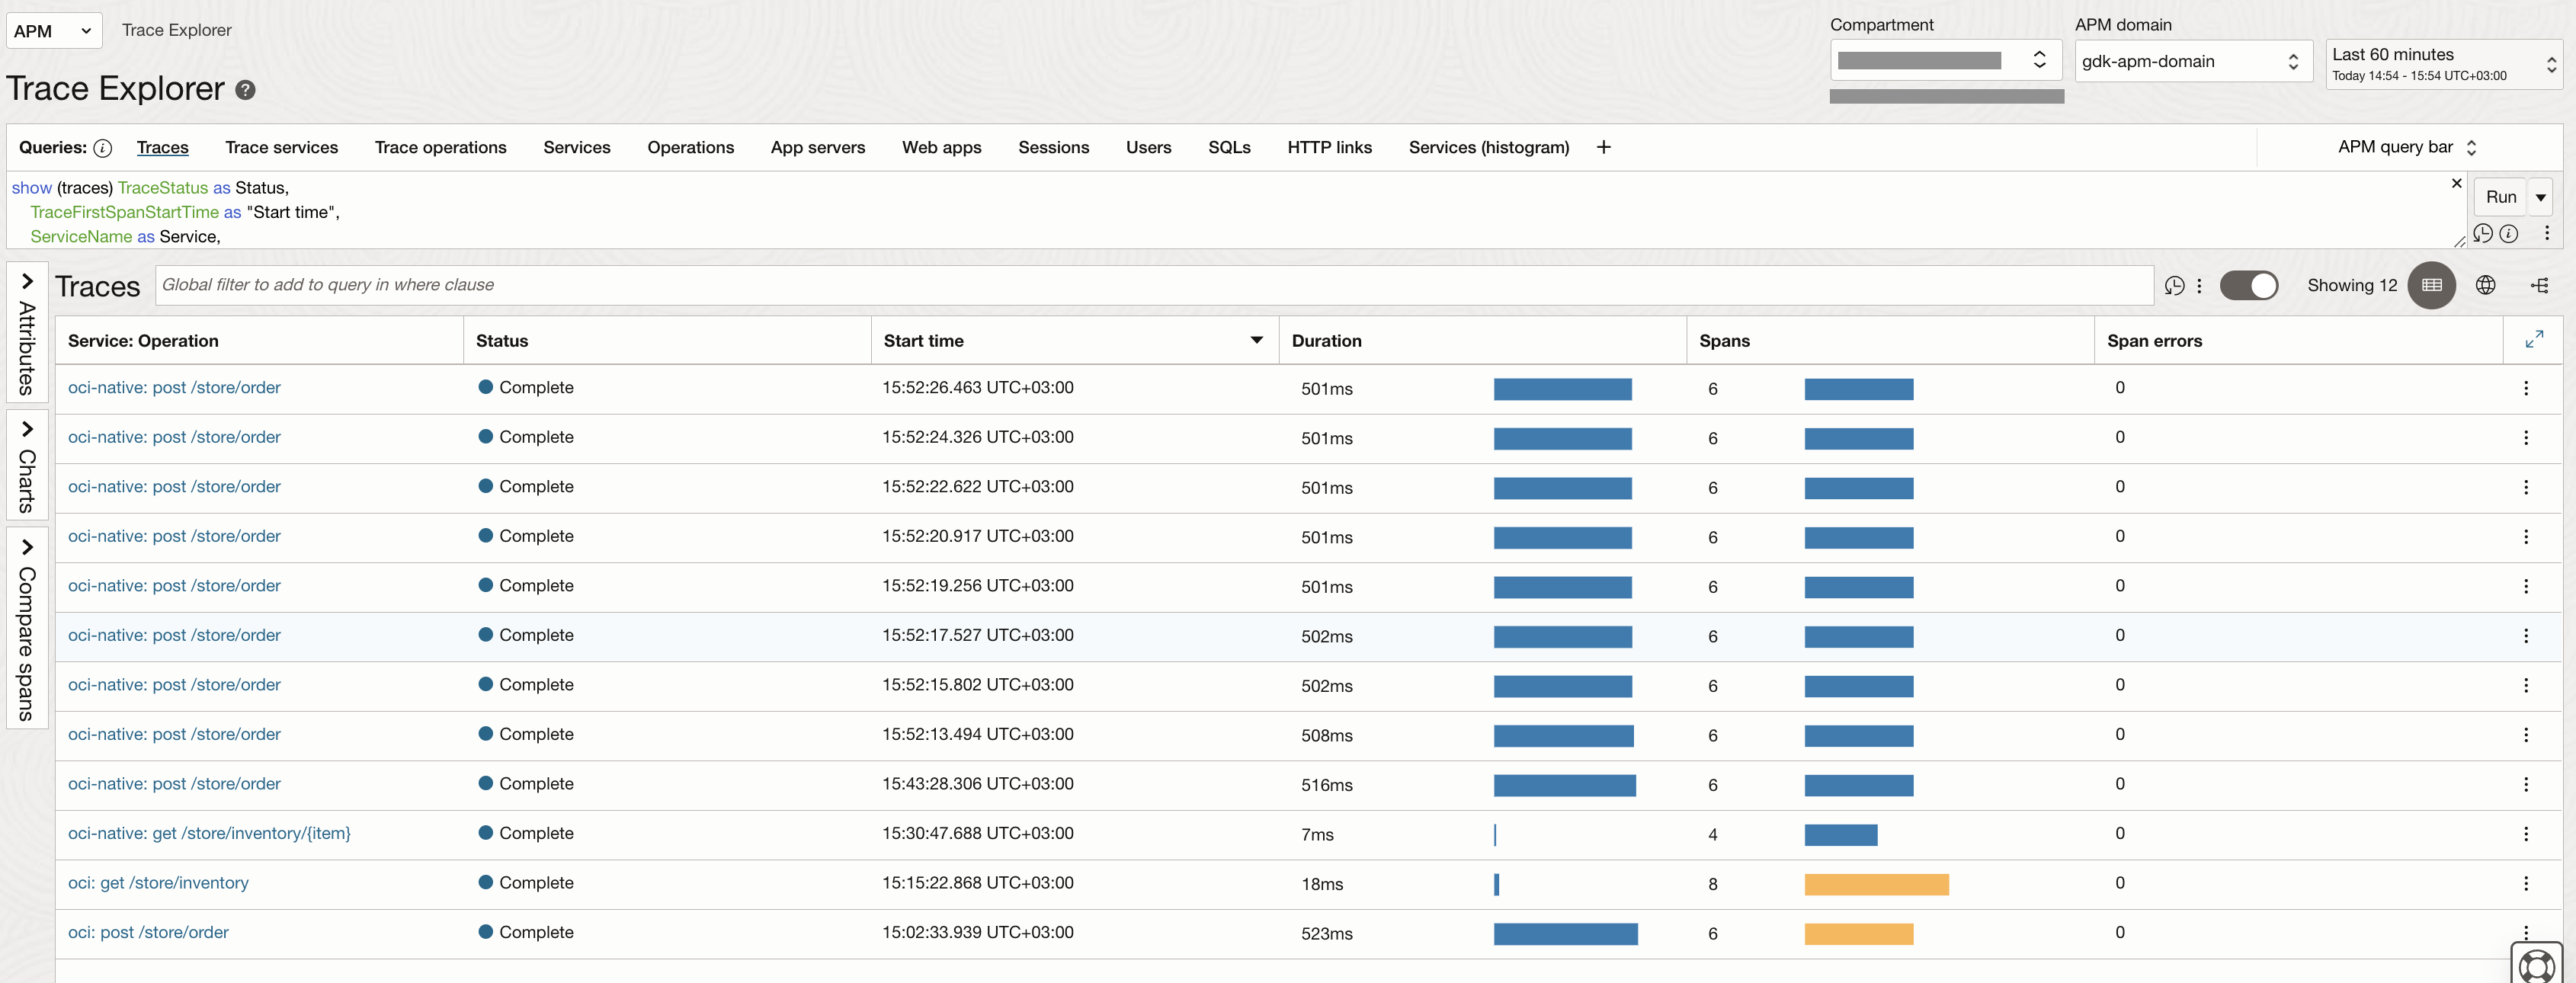 APM
Trace Explorer
Compartment
APM domain
gdk-apm-domain
Last 60 minutes
Today 14:54 - 15:54 UTC+03:00
Trace Explorer ?
Queries: i Traces Trace services Trace operations Services Operations App servers Web apps Sessions Users SQLs HTTP links Services (histogram) + APM query bar
show (traces) TraceStatus as Status,
TraceFirstSpanStartTime as "Start time",
ServiceName as Service,
Run
Attributes
Charts
Compare spans
Traces Global filter to add to query in where clause Showing 12
Service: Operation Status Start time Duration Spans Span errors
oci-native: post /store/order Complete 15:52:26.463 UTC+03:00 501ms 6 0
oci-native: post /store/order Complete 15:52:24.326 UTC+03:00 501ms 6 0
oci-native: post /store/order Complete 15:52:22.622 UTC+03:00 501ms 6 0
oci-native: post /store/order Complete 15:52:20.917 UTC+03:00 501ms 6 0
oci-native: post /store/order Complete 15:52:19.256 UTC+03:00 501ms 6 0
oci-native: post /store/order Complete 15:52:17.527 UTC+03:00 502ms 6 0
oci-native: post /store/order Complete 15:52:15.802 UTC+03:00 502ms 6 0
oci-native: post /store/order Complete 15:52:13.494 UTC+03:00 508ms 6 0
oci-native: post /store/order Complete 15:43:28.306 UTC+03:00 516ms 6 0
oci-native: get /store/inventory/{item} Complete 15:30:47.688 UTC+03:00 7ms 4 0
oci: get /store/inventory Complete 15:15:22.868 UTC+03:00 18ms 8 0
oci: post /store/order Complete 15:02:33.939 UTC+03:00 523ms 6 0